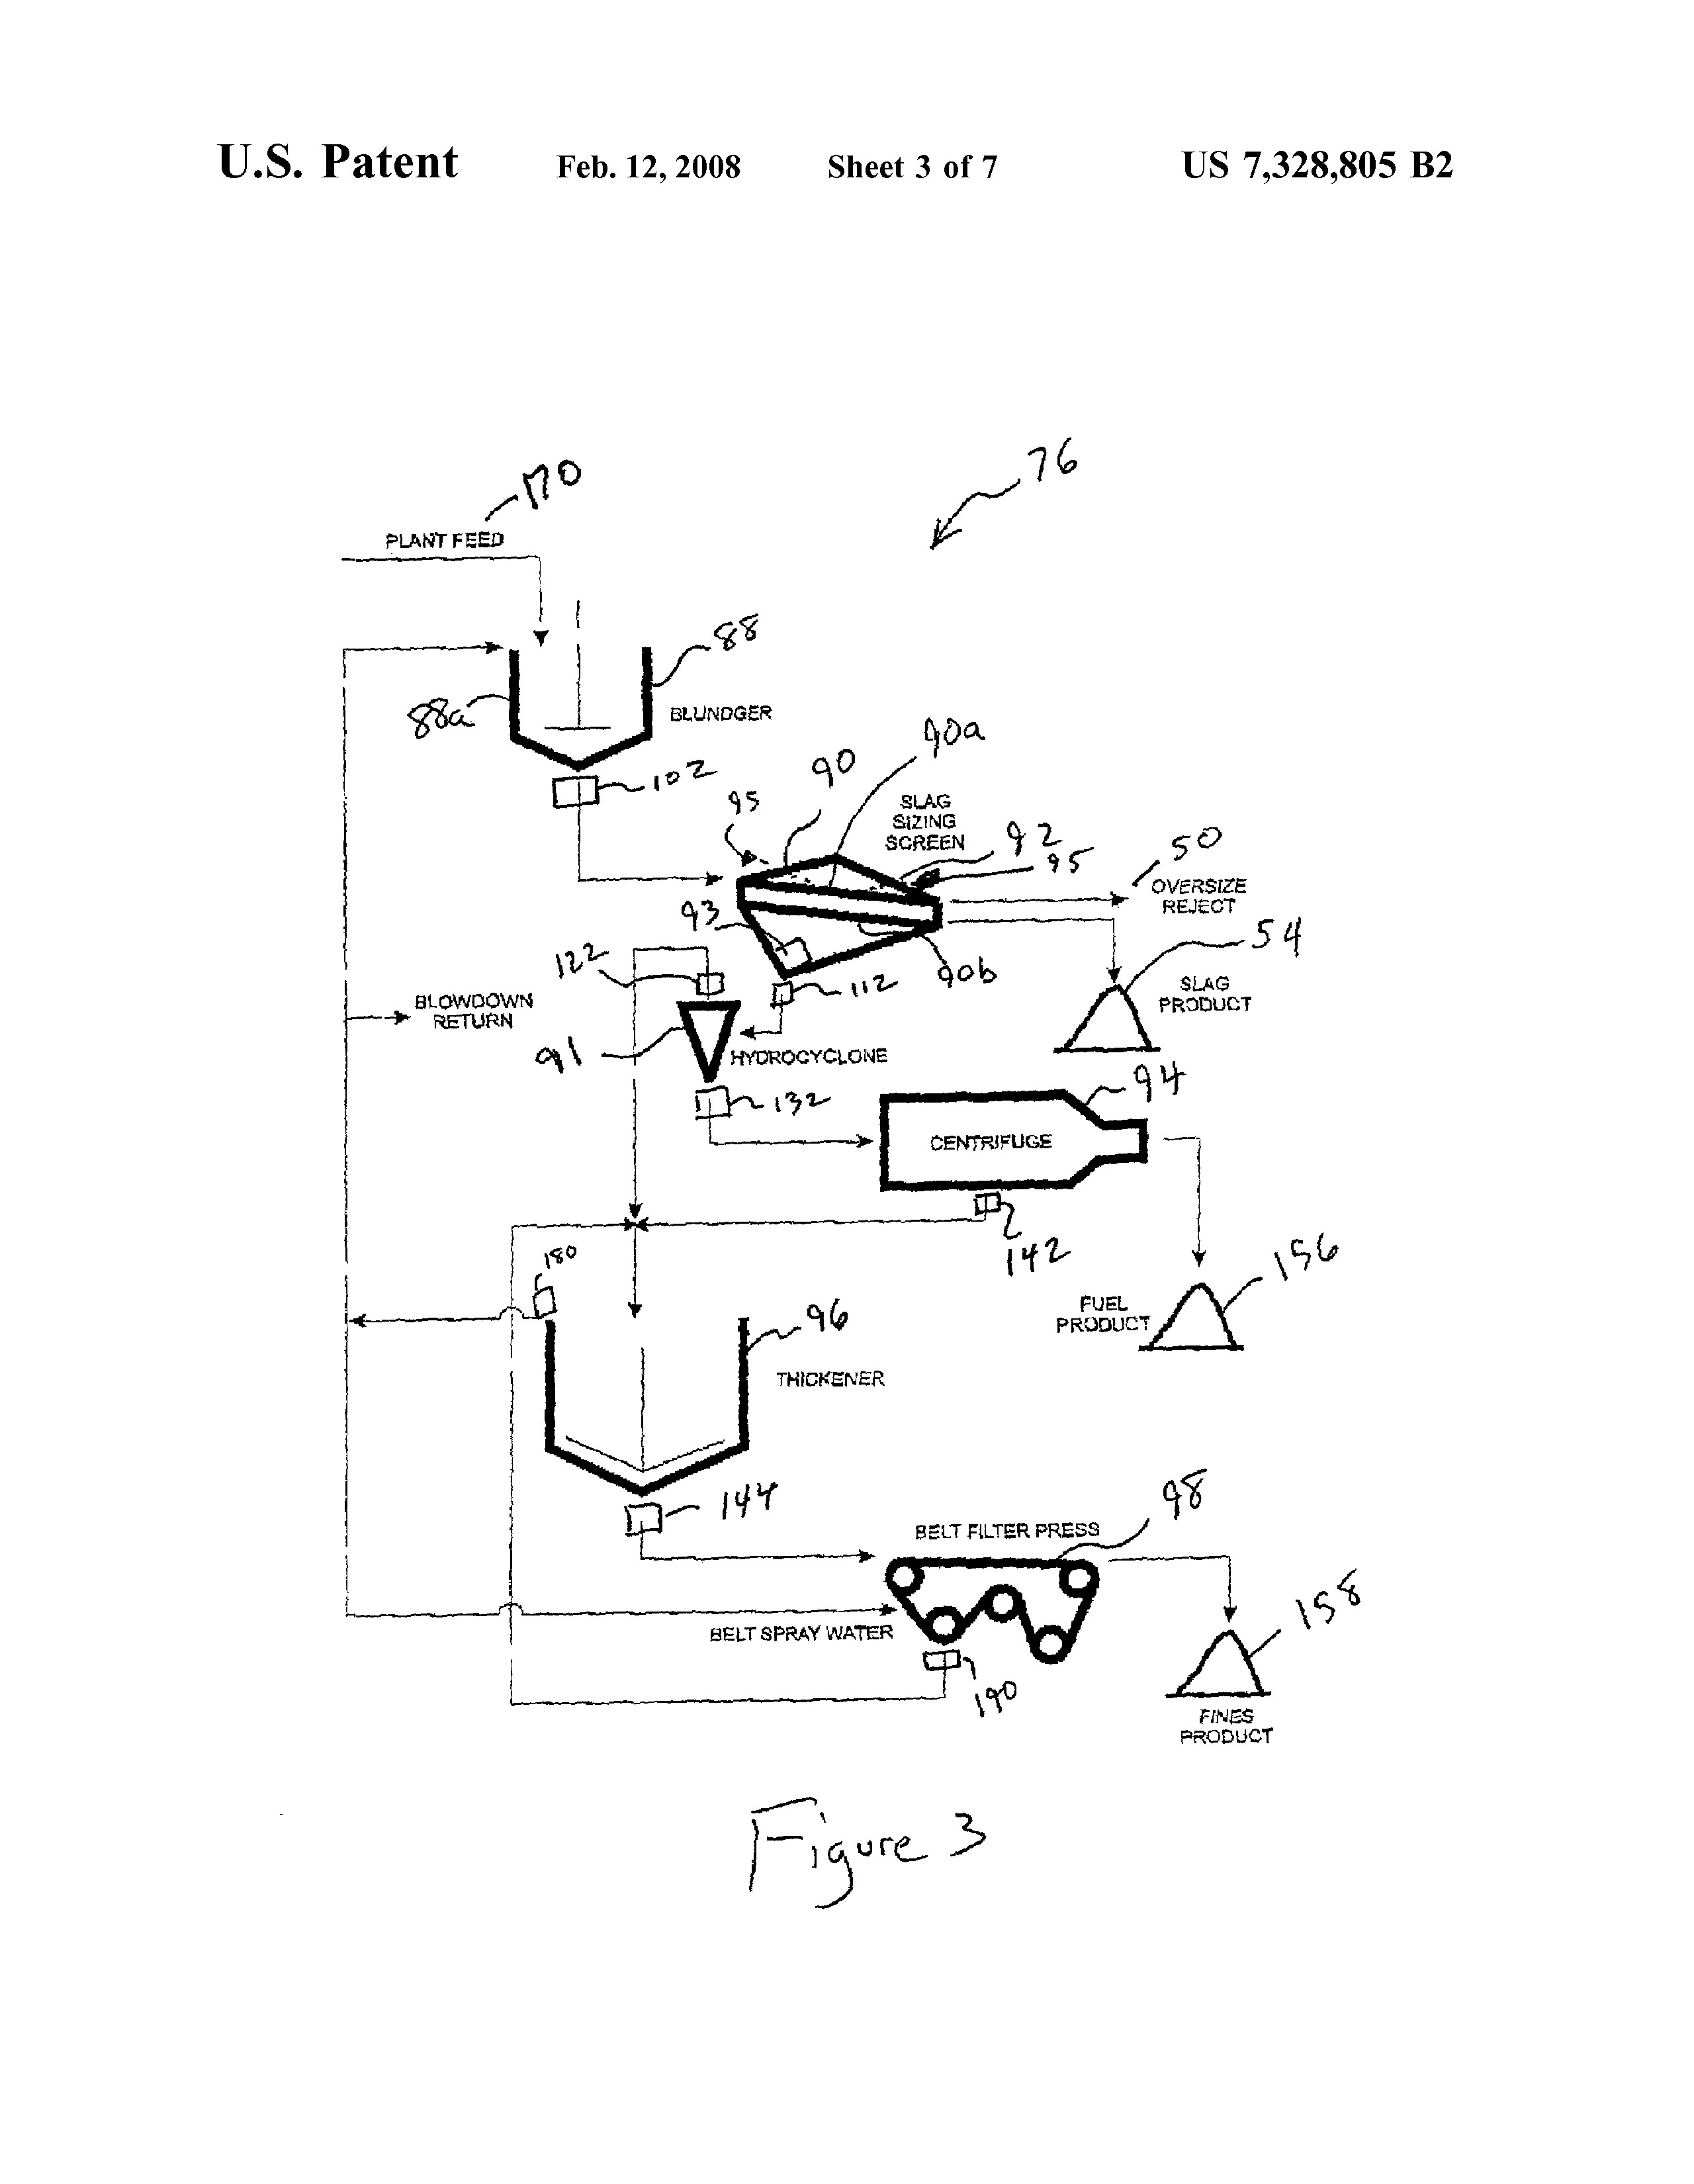 U.S. Patent Feb. 12, 2008 Sheet 3 of 7 US 7,328,805 B2
76
170
PLANT FEED
88
88a
BLUNDGER
90a
90
102
95
SLAG
SIZING
SCREEN
92
95
50
OVERSIZE
REJECT
93
54
122
90b
112
SLAG
PRODUCT
BLOWDOWN
RETURN
91
HYDROCYCLONE
94
132
CENTRIFUGE
142
180
156
FUEL
PRODUCT
96
THICKENER
144
98
BELT FILTER PRESS
158
BELT SPRAY WATER
190
FINES
PRODUCT
Figure 3